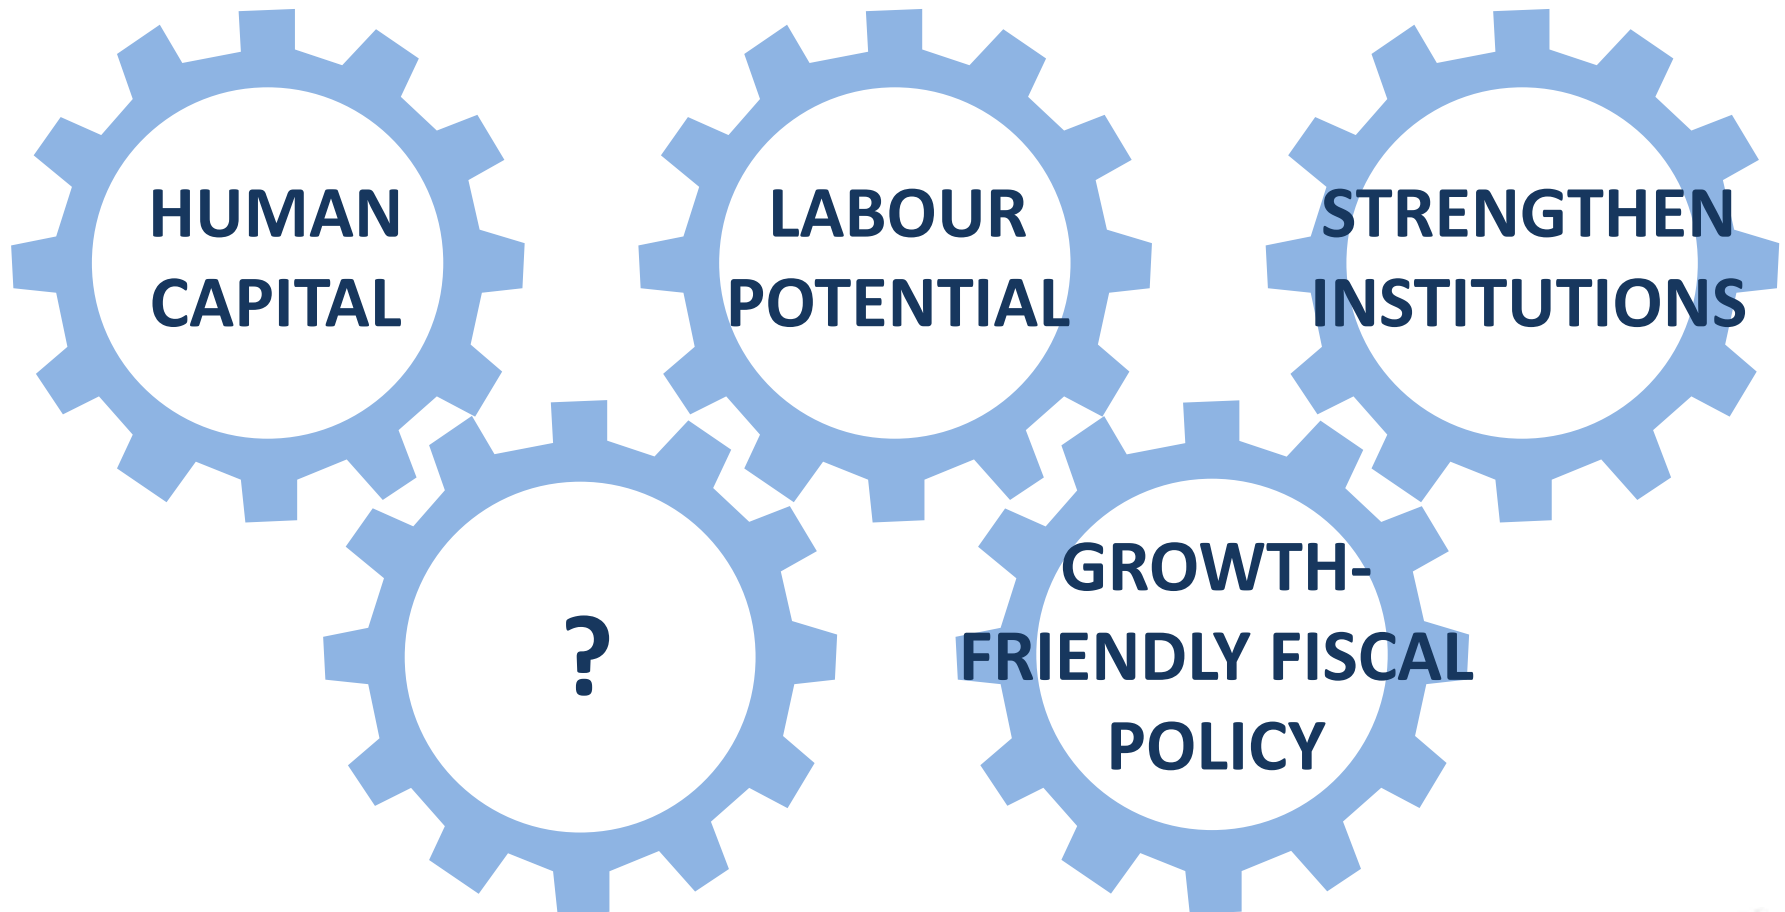 HUMAN
CAPITAL
LABOUR
POTENTIAL
STRENGTHEN
INSTITUTIONS
?
GROWTH-
FRIENDLY FISCAL
POLICY